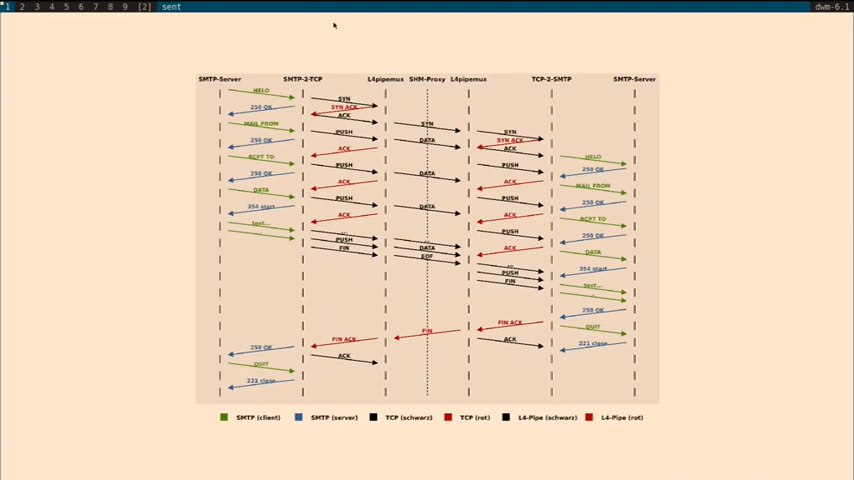 1 2 3 4 5 6 7 8 9 [2] sent dwm-6.1
SMTP-Server SMTP-2-TCP L4pipemux SHM-Proxy L4pipemux TCP-2-SMTP SMTP-Server
HELO
SYN
250 OK SYN ACK
ACK
MAIL FROM SYN
PUSH SYN
250 OK DATA SYN ACK
ACK ACK
RCPT TO HELO
PUSH PUSH
250 OK DATA 250 OK
ACK ACK
DATA MAIL FROM
PUSH PUSH
354 start DATA 250 OK
ACK ACK
text... RCPT TO
... PUSH
PUSH ... 250 OK
FIN DATA ACK
EOF DATA
... 354 start
PUSH
FIN text...
250 OK
FIN ACK QUIT
FIN
FIN ACK ACK 221 close
250 OK
ACK
QUIT
221 close
SMTP (client) SMTP (server) TCP (schwarz) TCP (rot) L4-Pipe (schwarz) L4-Pipe (rot)